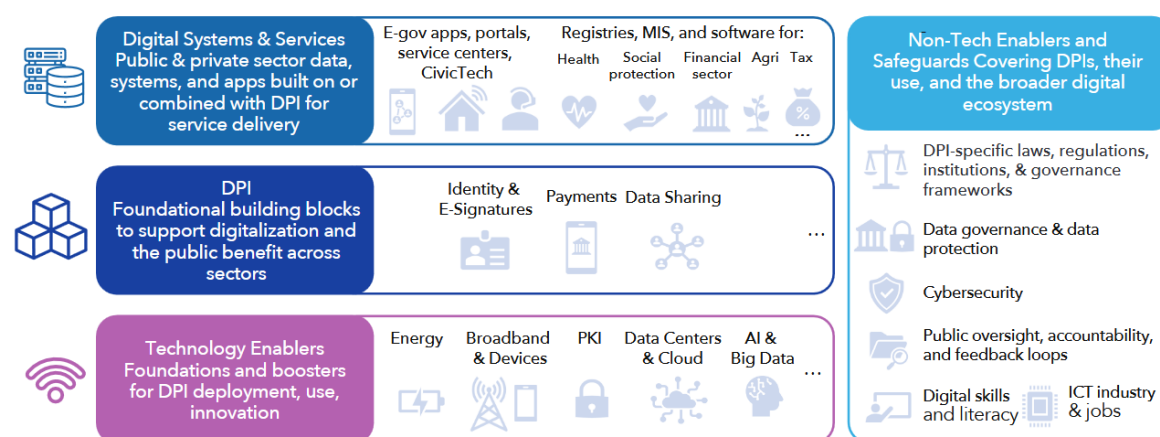 Digital Systems & Services
Public & private sector data,
systems, and apps built on or
combined with DPI for
service delivery
E-gov apps, portals,
service centers,
CivicTech
Registries, MIS, and software for:
Health
Social
protection
Financial
sector
Agri
Tax
%
...
DPI
Foundational building blocks
to support digitalization and
the public benefit across
sectors
Identity &
E-Signatures
Payments
Data Sharing
...
Technology Enablers
Foundations and boosters
for DPI deployment, use,
innovation
Energy
Broadband
& Devices
PKI
Data Centers
& Cloud
AI &
Big Data
...
Non-Tech Enablers and
Safeguards Covering DPIs, their
use, and the broader digital
ecosystem
DPI-specific laws, regulations,
institutions, & governance
frameworks
Data governance & data
protection
Cybersecurity
Public oversight, accountability,
and feedback loops
Digital skills
and literacy
ICT industry
& jobs